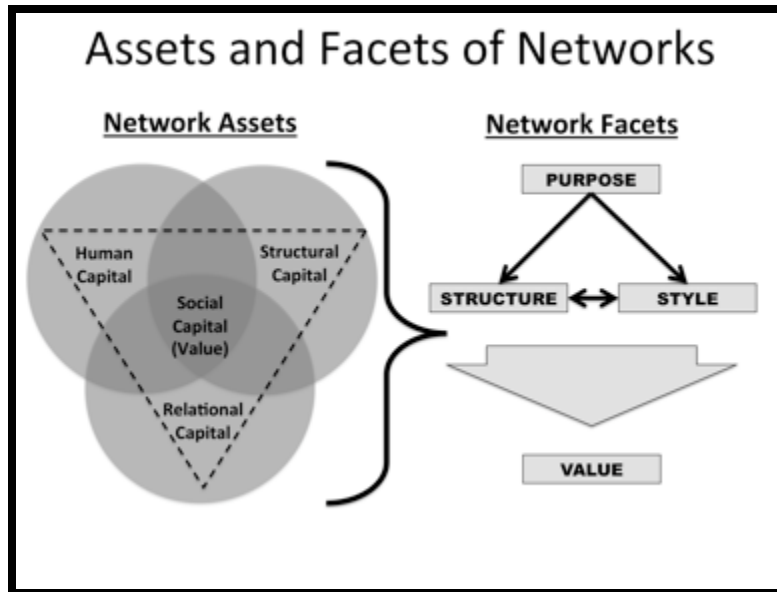 Assets and Facets of Networks
Network Assets
Human
Capital
Structural
Capital
Social
Capital
(Value)
Relational
Capital
Network Facets
PURPOSE
STRUCTURE
STYLE
VALUE